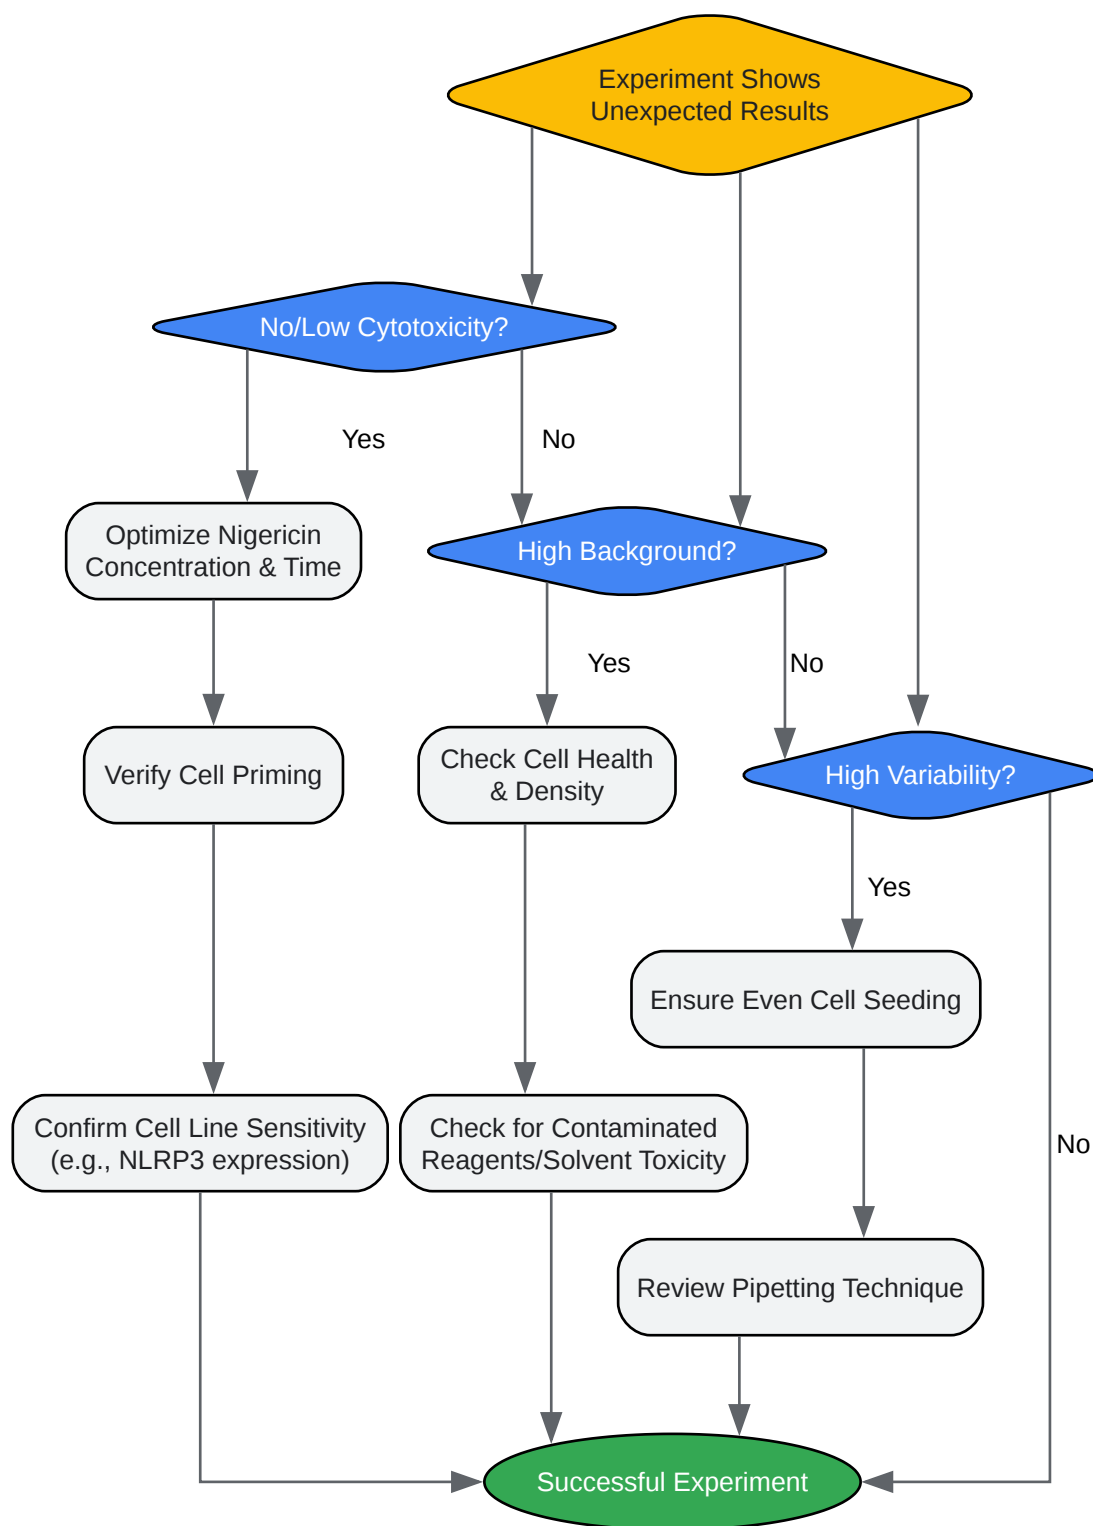 Experiment Shows
Unexpected Results
No/Low Cytotoxicity?
Yes
No
Optimize Nigericin
Concentration & Time
High Background?
Yes
No
Verify Cell Priming
Check Cell Health
& Density
High Variability?
Yes
Ensure Even Cell Seeding
Confirm Cell Line Sensitivity
(e.g., NLRP3 expression)
Check for Contaminated
Reagents/Solvent Toxicity
No
Review Pipetting Technique
Successful Experiment